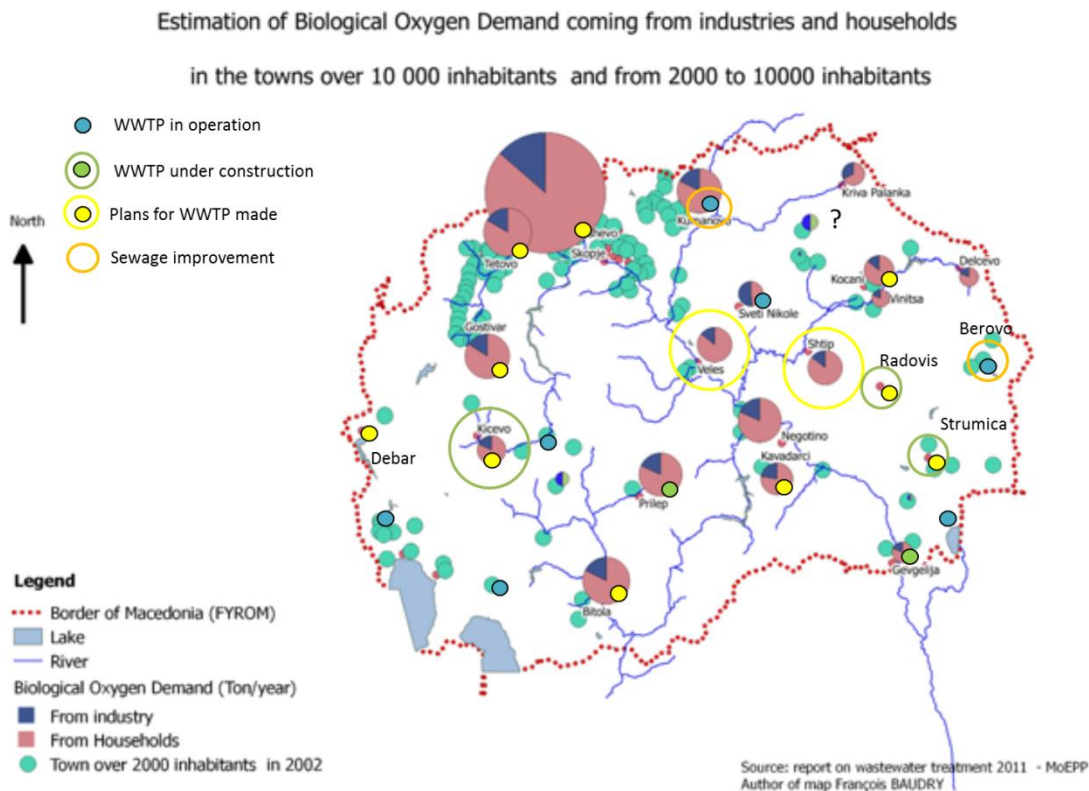 Estimation of Biological Oxygen Demand coming from industries and households
in the towns over 10 000 inhabitants and from 2000 to 10000 inhabitants
WWTP in operation
WWTP under construction
Plans for WWTP made
Sewage improvement
North
Kriva Palanka
Kumanovo
?
shevo
Skopje
Tetovo
Delcevo
Kocani
Vinitsa
Sveti Nikole
Gostivar
Berovo
Shtip
Radovis
Veles
Kicevo
Strumica
Negotino
Debar
Kavadarci
Prilep
Gevgelija
Bitola
Legend
Border of Macedonia (FYROM)
Lake
River
Biological Oxygen Demand (Ton/year)
From industry
From Households
Town over 2000 inhabitants in 2002
Source: report on wastewater treatment 2011 - MoEPP
Author of map François BAUDRY